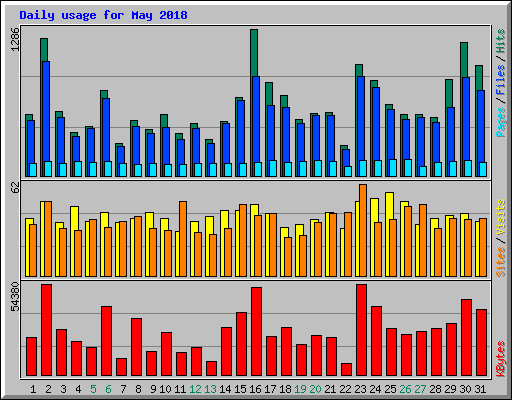 Daily usage for May 2018
1286
Pages / Files / Hits
62
Sites / Visits
54380
KBytes
1 2 3 4 5 6 7 8 9 10 11 12 13 14 15 16 17 18 19 20 21 22 23 24 25 26 27 28 29 30 31